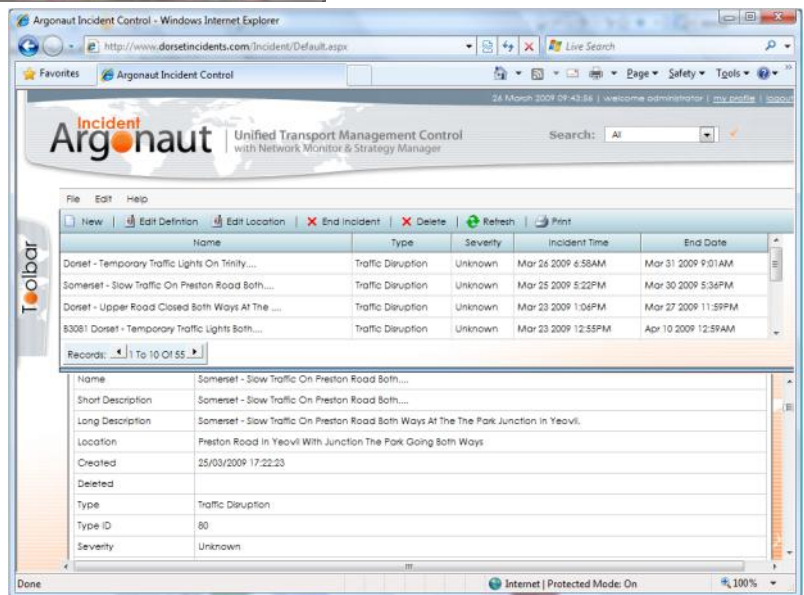 Argonaut Incident Control - Windows Internet Explorer
http://www.dorsetincidents.com/Incident/Default.aspx
Live Search
Favorites Argonaut Incident Control Page Safety Tools
26 March 2009 09:43:56 | welcome administrator | my profile | logout
Incident
Argonaut
Unified Transport Management Control
with Network Monitor & Strategy Manager
Search: All
Toolbar
File Edit Help
New | Edit Defintion Edit Location | End Incident | Delete | Refresh | Print
Name Type Severity Incident Time End Date
Dorset - Temporary Traffic Lights On Trinity.... Traffic Disruption Unknown Mar 26 2009 6:58AM Mar 31 2009 9:01AM
Somerset - Slow Traffic On Preston Road Both.... Traffic Disruption Unknown Mar 25 2009 5:22PM Mar 30 2009 5:36PM
Dorset - Upper Road Closed Both Ways At The .... Traffic Disruption Unknown Mar 23 2009 1:06PM Mar 27 2009 11:59PM
B3081 Dorset - Temporary Traffic Lights Both.... Traffic Disruption Unknown Mar 23 2009 12:55PM Apr 10 2009 12:59AM
Records: 1 To 10 Of 55
Name Somerset - Slow Traffic On Preston Road Both....
Short Description Somerset - Slow Traffic On Preston Road Both....
Long Description Somerset - Slow Traffic On Preston Road Both Ways At The The Park Junction In Yeovil.
Location Preston Road In Yeovil With Junction The Park Going Both Ways
Created 25/03/2009 17:22:23
Deleted
Type Traffic Disruption
Type ID 80
Severity Unknown
Done Internet | Protected Mode: On 100%